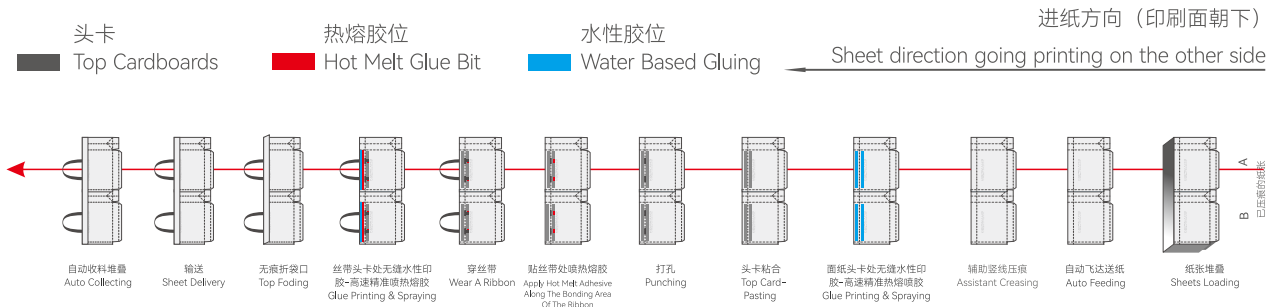 头卡
Top Cardboards
热熔胶位
Hot Melt Glue Bit
水性胶位
Water Based Gluing
进纸方向（印刷面朝下）
Sheet direction going printing on the other side
A
B
已压痕的纸张
自动收料堆叠
Auto Collecting
输送
Sheet Delivery
无痕折袋口
Top Foding
丝带头卡处无缝水性印
胶-高速精准喷热熔胶
Glue Printing & Spraying
穿丝带
Wear A Ribbon
贴丝带处喷热熔胶
Apply Hot Melt Adhesive
Along The Bonding Area
Of The Ribbon
打孔
Punching
头卡粘合
Top Card-
Pasting
面纸头卡处无缝水性印
胶-高速精准热熔喷胶
Glue Printing & Spraying
辅助竖线压痕
Assistant Creasing
自动飞达送纸
Auto Feeding
纸张堆叠
Sheets Loading